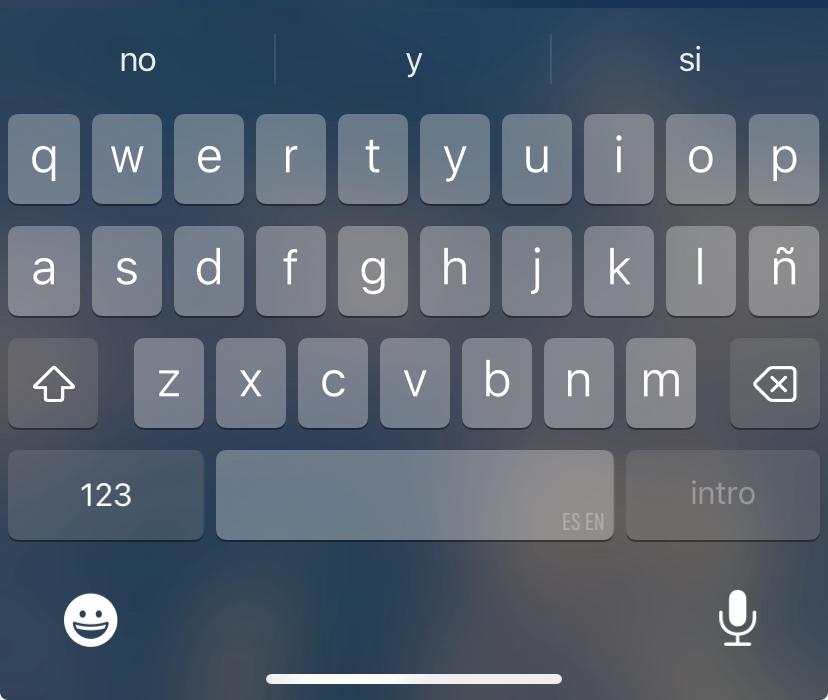 no y si
q w e r t y u i o p
a s d f g h j k l ñ
z x c v b n m
123 ES EN intro